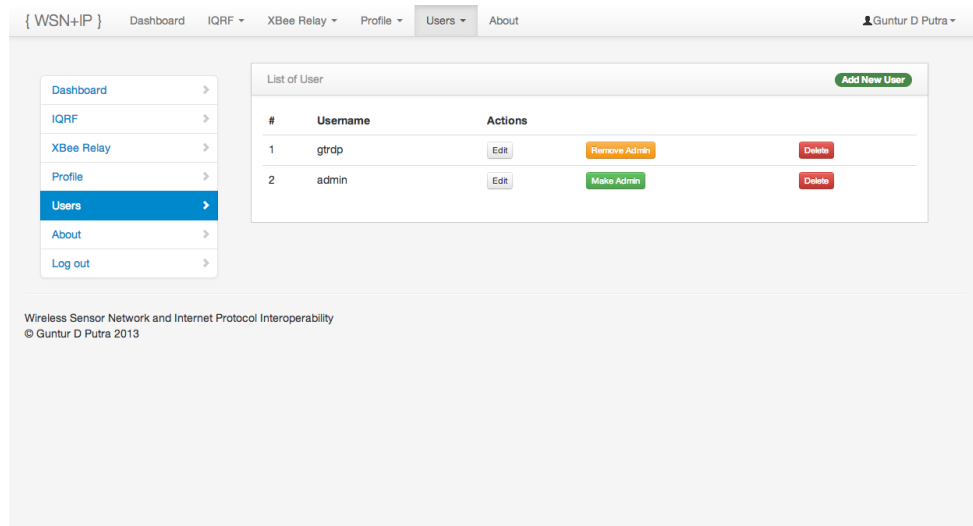 { WSN+IP } Dashboard IQRF XBee Relay Profile Users About Guntur D Putra
Dashboard
IQRF
XBee Relay
Profile
Users
About
Log out
List of User Add New User
# Username Actions
1 gtrdp Edit Remove Admin Delete
2 admin Edit Make Admin Delete
Wireless Sensor Network and Internet Protocol Interoperability
© Guntur D Putra 2013